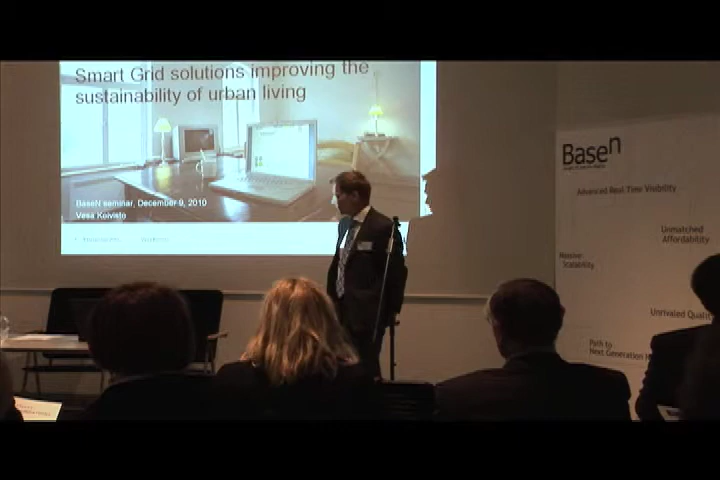 Smart Grid solutions improving the
sustainability of urban living
BaseN seminar, December 9, 2010
Vesa Koivisto
Basen
Advanced Real Time Visibility
Unmatched
Affordability
Massive
Scalability
Unrivaled Quality
Path to
Next Generation